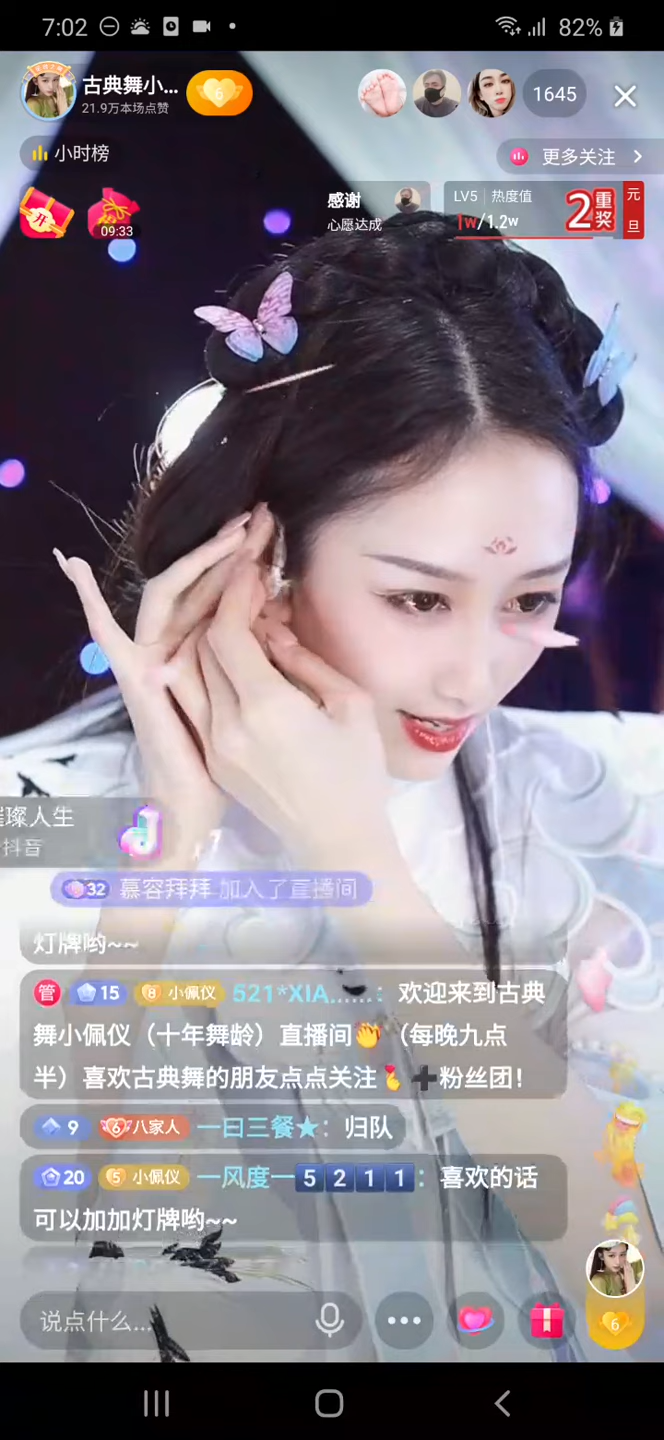 7:02
82%
古典舞小...
21.9万本场点赞
6
1645
小时榜
更多关注
开
09:33
感谢
心愿达成
LV5 热度值
1w/1.2w
2重奖
元旦
璀璨人生
抖音
32 慕容拜拜 加入了直播间
灯牌哟~~
管 15 8 小佩仪 521*XIA......: 欢迎来到古典
舞小佩仪（十年舞龄）直播间👏（每晚九点
半）喜欢古典舞的朋友点点关注🫰➕粉丝团！
9 6 八家人 一曰三餐★: 归队
20 5 小佩仪 一风度一5️⃣2️⃣1️⃣1️⃣: 喜欢的话
可以加加灯牌哟~~
说点什么...
6